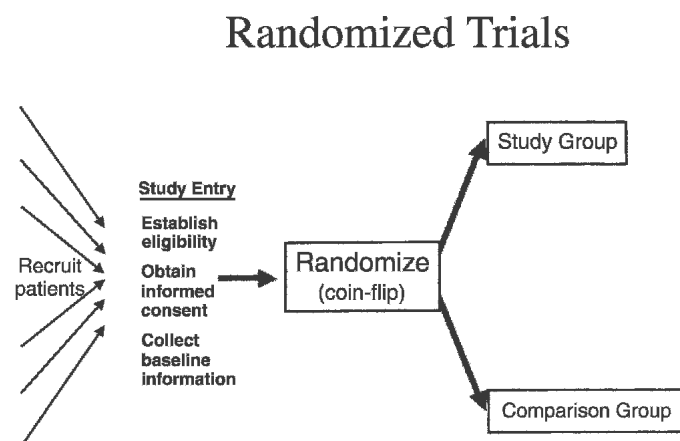 Randomized Trials
Recruit
patients
Study Entry
Establish
eligibility
Obtain
informed
consent
Collect
baseline
information
Randomize
(coin-flip)
Study Group
Comparison Group